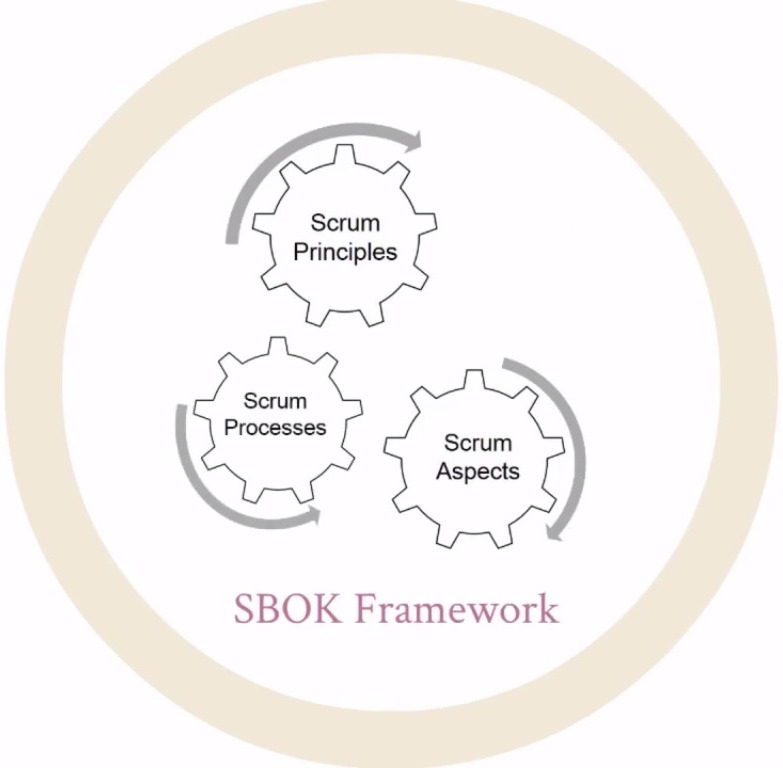 Scrum
Principles
Scrum
Processes
Scrum
Aspects
SBOK Framework